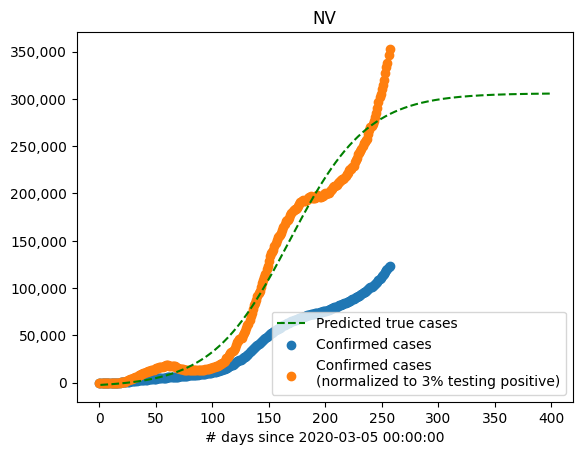 NV
350,000
300,000
250,000
200,000
150,000
100,000
50,000
0
Predicted true cases
Confirmed cases
Confirmed cases
(normalized to 3% testing positive)
0 50 100 150 200 250 300 350 400
# days since 2020-03-05 00:00:00